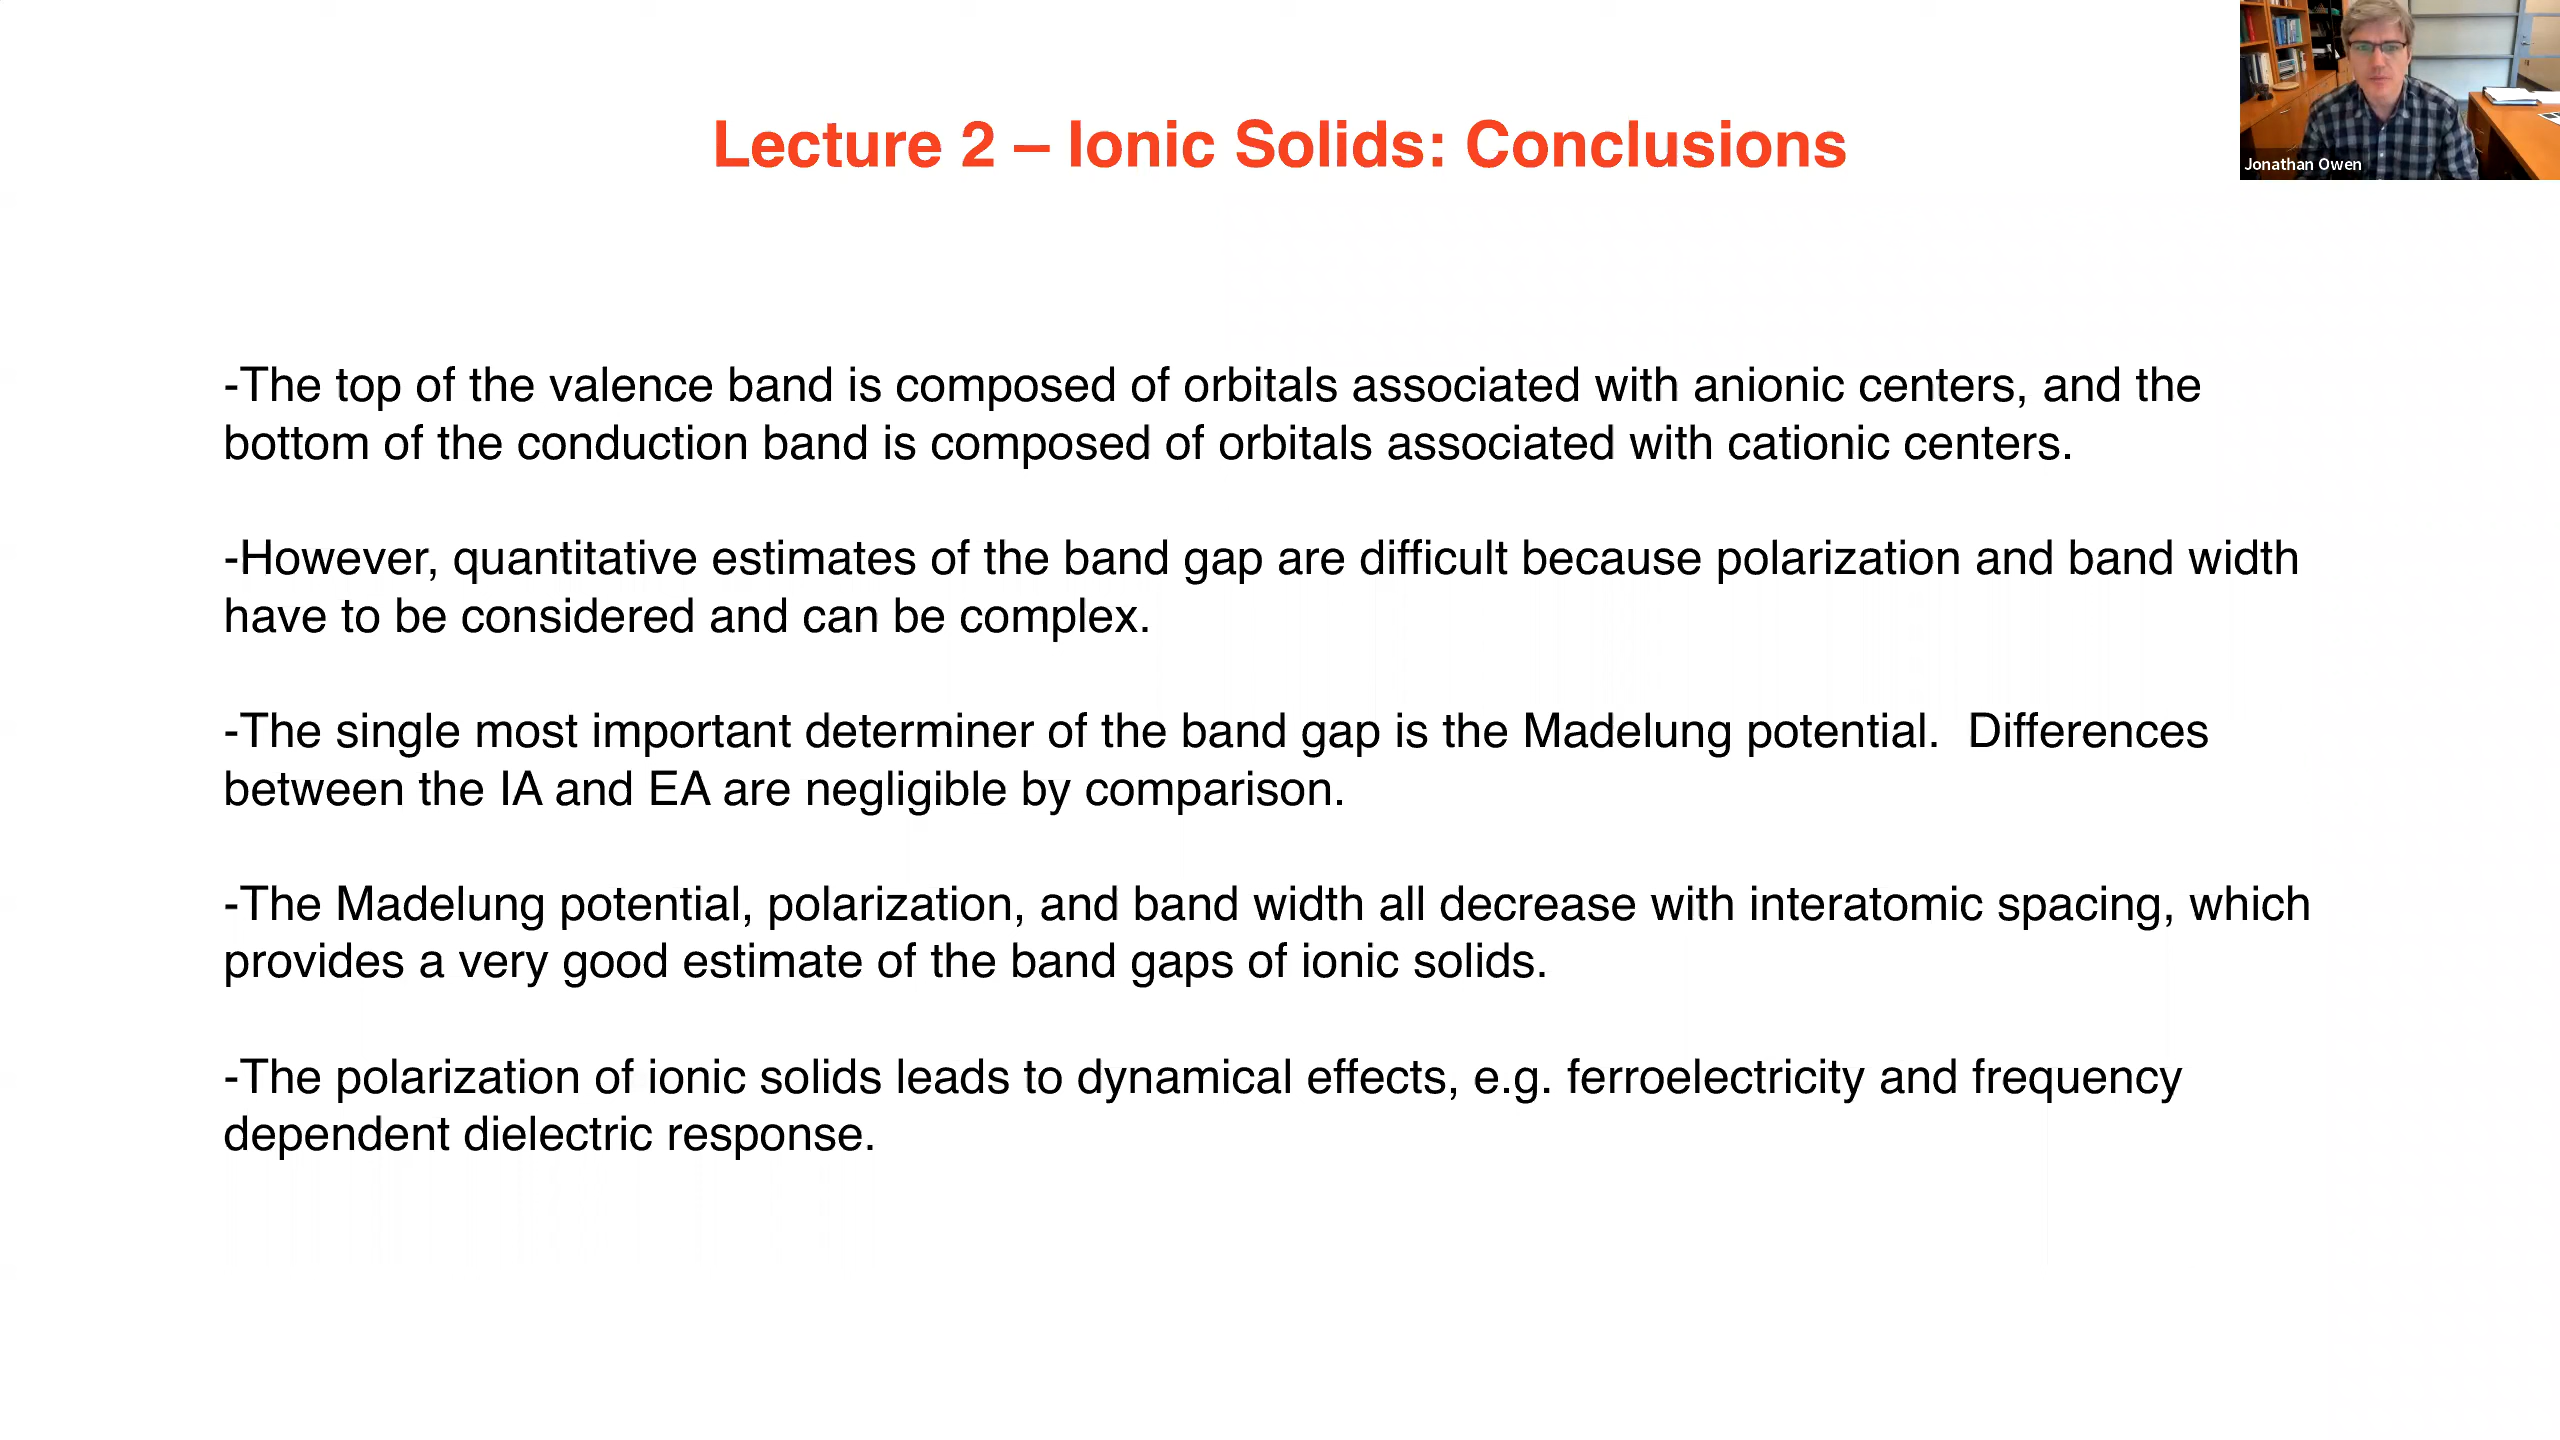 Lecture 2 – Ionic Solids: Conclusions
Jonathan Owen
-The top of the valence band is composed of orbitals associated with anionic centers, and the
bottom of the conduction band is composed of orbitals associated with cationic centers.
-However, quantitative estimates of the band gap are difficult because polarization and band width
have to be considered and can be complex.
-The single most important determiner of the band gap is the Madelung potential.  Differences
between the IA and EA are negligible by comparison.
-The Madelung potential, polarization, and band width all decrease with interatomic spacing, which
provides a very good estimate of the band gaps of ionic solids.
-The polarization of ionic solids leads to dynamical effects, e.g. ferroelectricity and frequency
dependent dielectric response.